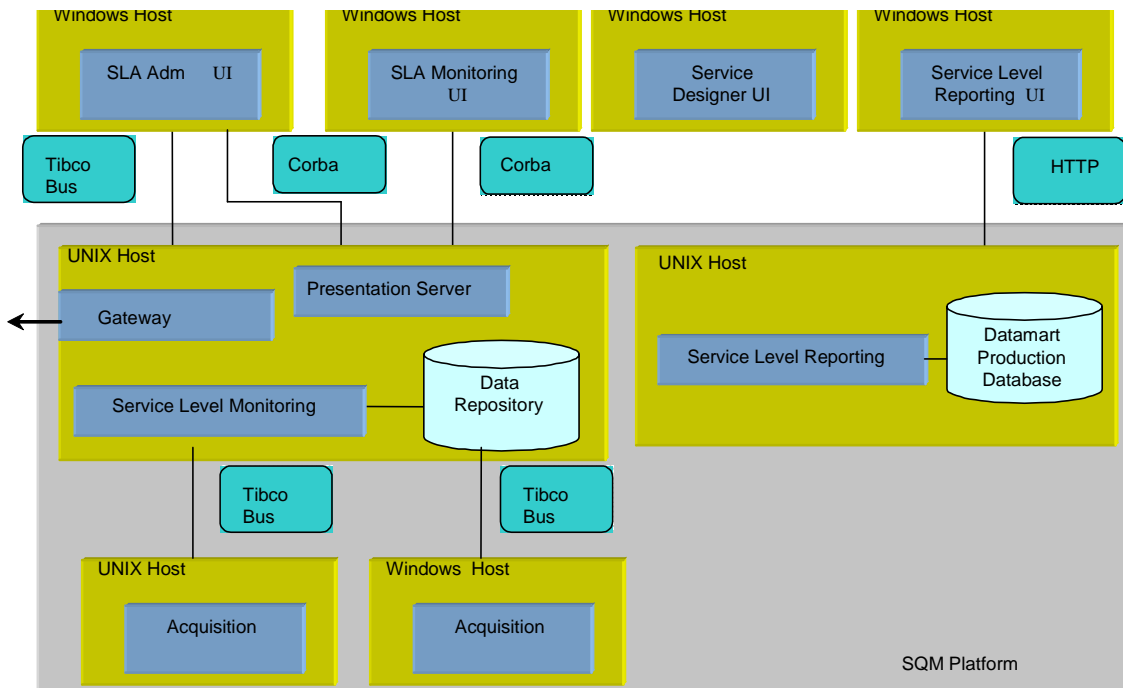 Windows Host
Windows Host
Windows Host
Windows Host
SLA Adm UI
SLA Monitoring
UI
Service
Designer UI
Service Level
Reporting UI
Tibco
Bus
Corba
Corba
HTTP
UNIX Host
Presentation Server
Gateway
Data
Repository
Service Level Monitoring
UNIX Host
Service Level Reporting
Datamart
Production
Database
Tibco
Bus
Tibco
Bus
UNIX Host
Acquisition
Windows Host
Acquisition
SQM Platform